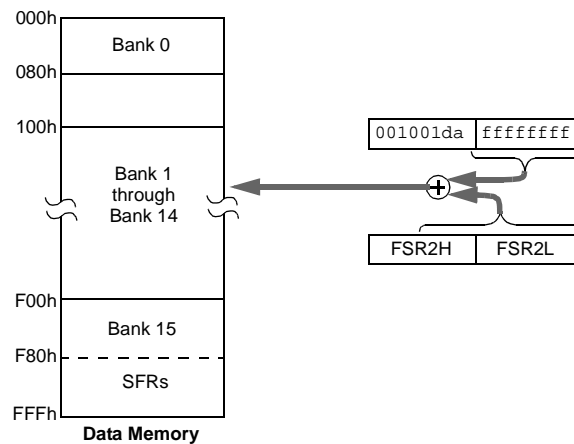 000h
Bank 0
080h
100h
001001da ffffffff
Bank 1
through
Bank 14
FSR2H FSR2L
F00h
Bank 15
F80h
SFRs
FFFh
Data Memory